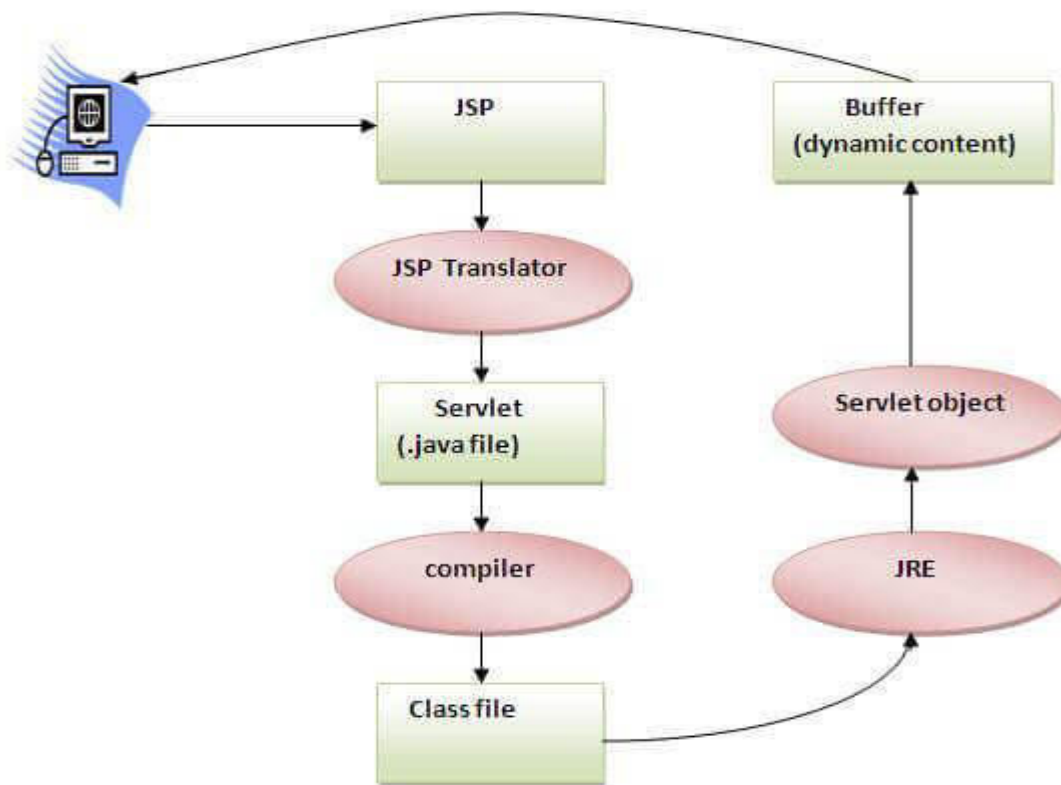 JSP
Buffer
(dynamic content)
JSP Translator
Servlet
(.java file)
Servlet object
compiler
JRE
Class file